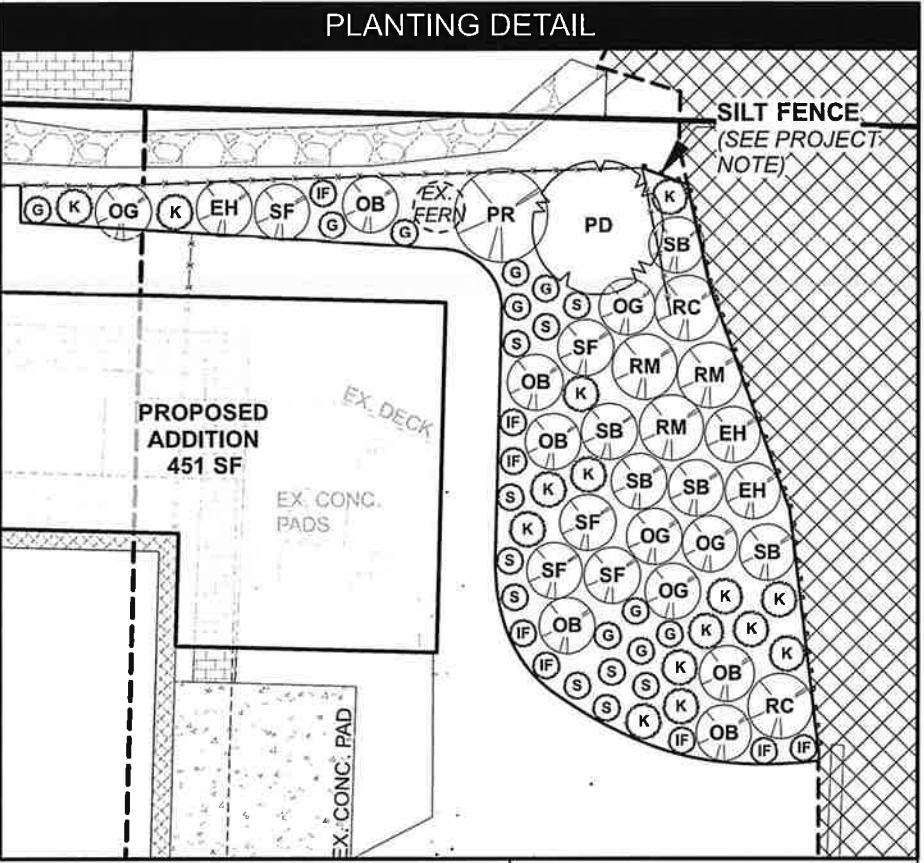 PLANTING DETAIL
SILT FENCE
(SEE PROJECT
NOTE)
G K OG K EH SF IF G OB G
EX.
FERN
PR PD K
SB
G G G S OG RC
S S SF RM RM
OB K
IF OB SB RM EH
IF K K SB SB EH
S K SF OG OG SB
S SF SF OG K K
S OB G G G K K
IF IF S S G K OB K
S S K K RC
IF OB IF IF
PROPOSED
ADDITION
451 SF
EX. DECK
EX. CONC.
PADS
EX. CONC. PAD